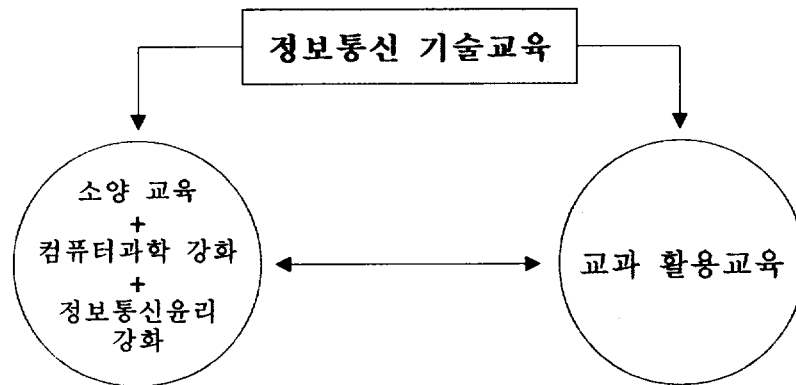 정보통신 기술교육
소양 교육
+
컴퓨터과학 강화
+
정보통신윤리
강화
교과 활용교육